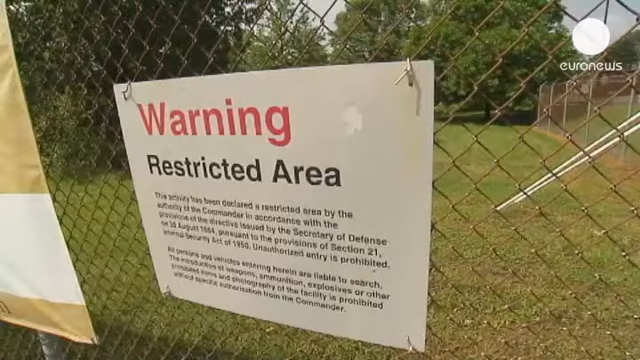 euronews
Warning
Restricted Area
This activity has been declared a restricted area by the
authority of the Commander in accordance with the
provisions of the directive issued by the Secretary of Defense
on 20 August 1954, pursuant to the provisions of Section 21,
Internal Security Act of 1950. Unauthorized entry is prohibited.
All persons and vehicles entering herein are liable to search.
The introduction of weapons, ammunition, explosives or other
prohibited items and photography of the facility is prohibited
without specific authorization from the Commander.